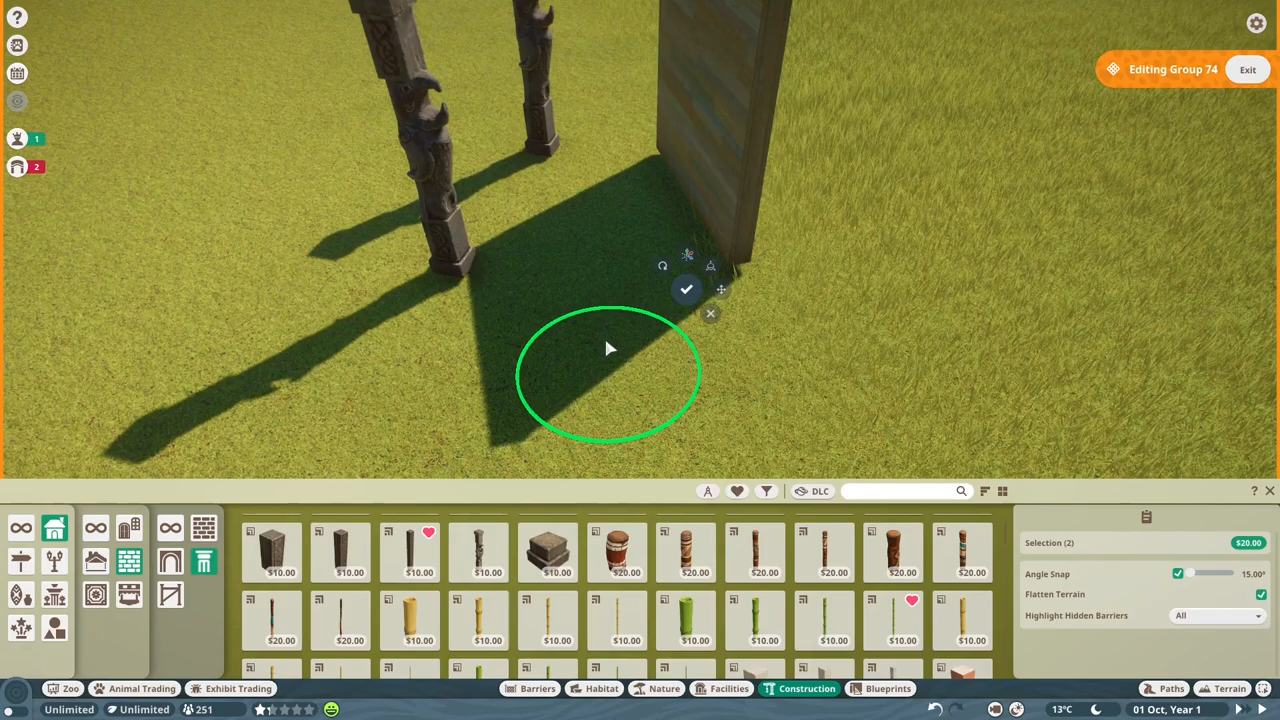 Editing Group 74
Exit
1
2
DLC
Selection (2)
$20.00
Angle Snap
15.00°
Flatten Terrain
Highlight Hidden Barriers
All
$10.00 $10.00 $10.00 $10.00 $10.00 $20.00 $20.00 $20.00 $20.00 $20.00 $20.00
$20.00 $20.00 $10.00 $10.00 $10.00 $10.00 $10.00 $10.00 $10.00 $10.00 $10.00
Zoo
Animal Trading
Exhibit Trading
Barriers
Habitat
Nature
Facilities
Construction
Blueprints
Paths
Terrain
Unlimited
Unlimited
251
13°C
01 Oct, Year 1